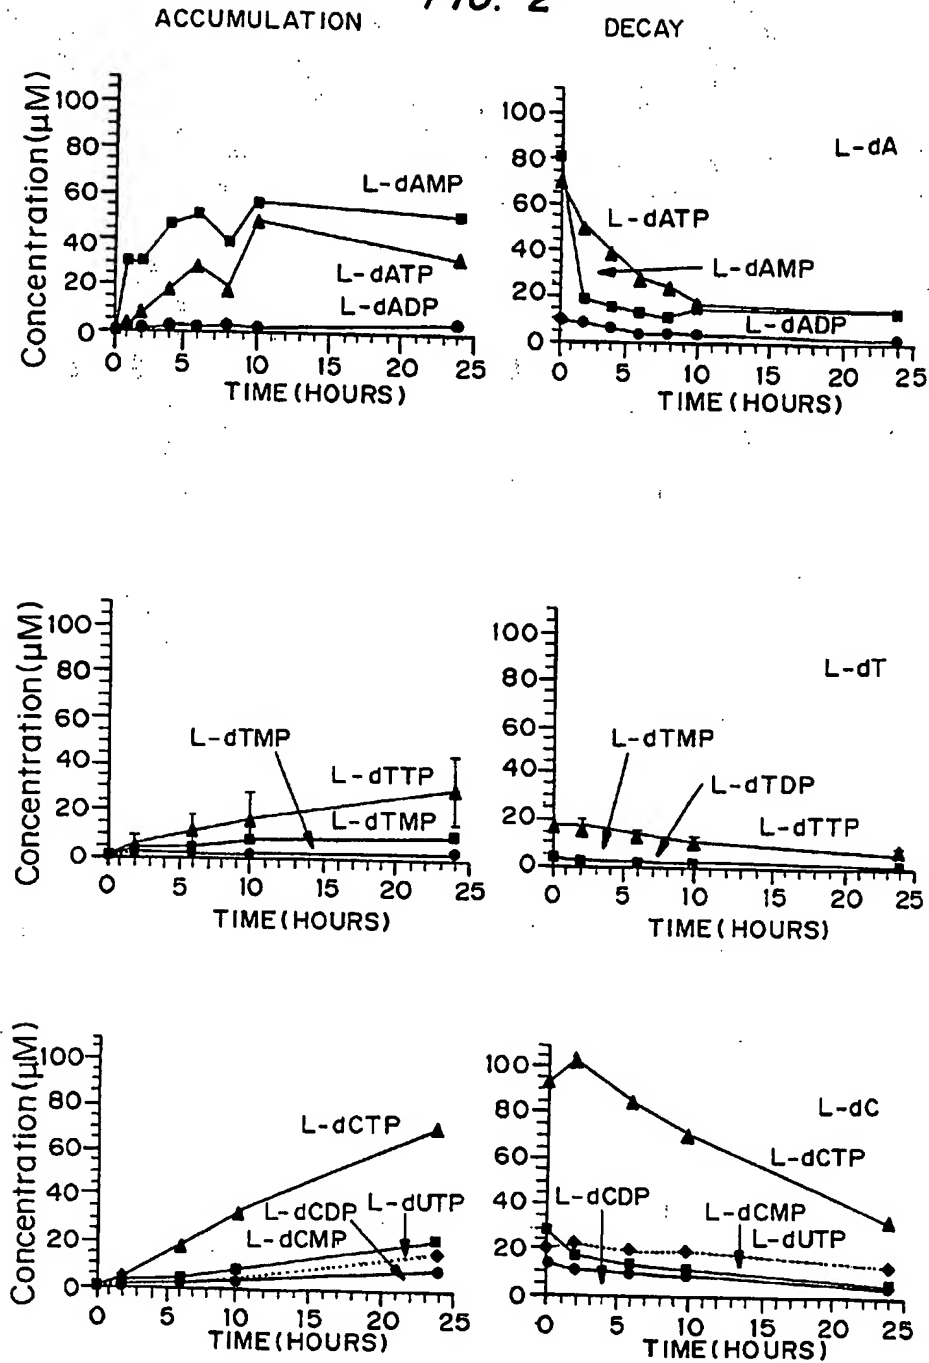 FIG. 2
ACCUMULATION
DECAY
Concentration(μM)
100
80
60
40
20
0
L-dAMP
L-dATP
L-dADP
0 5 10 15 20 25
TIME(HOURS)
100
80
60
40
20
0
L-dA
L-dATP
L-dAMP
L-dADP
0 5 10 15 20 25
TIME(HOURS)
Concentration(μM)
100
80
60
40
20
0
L-dTMP
L-dTTP
L-dTMP
0 5 10 15 20 25
TIME(HOURS)
100
80
60
40
20
0
L-dT
L-dTMP
L-dTDP
L-dTTP
0 5 10 15 20 25
TIME(HOURS)
Concentration(μM)
100
80
60
40
20
0
L-dCTP
L-dUTP
L-dCDP
L-dCMP
0 5 10 15 20 25
TIME(HOURS)
100
80
60
40
20
0
L-dC
L-dCTP
L-dCDP
L-dCMP
L-dUTP
0 5 10 15 20 25
TIME(HOURS)